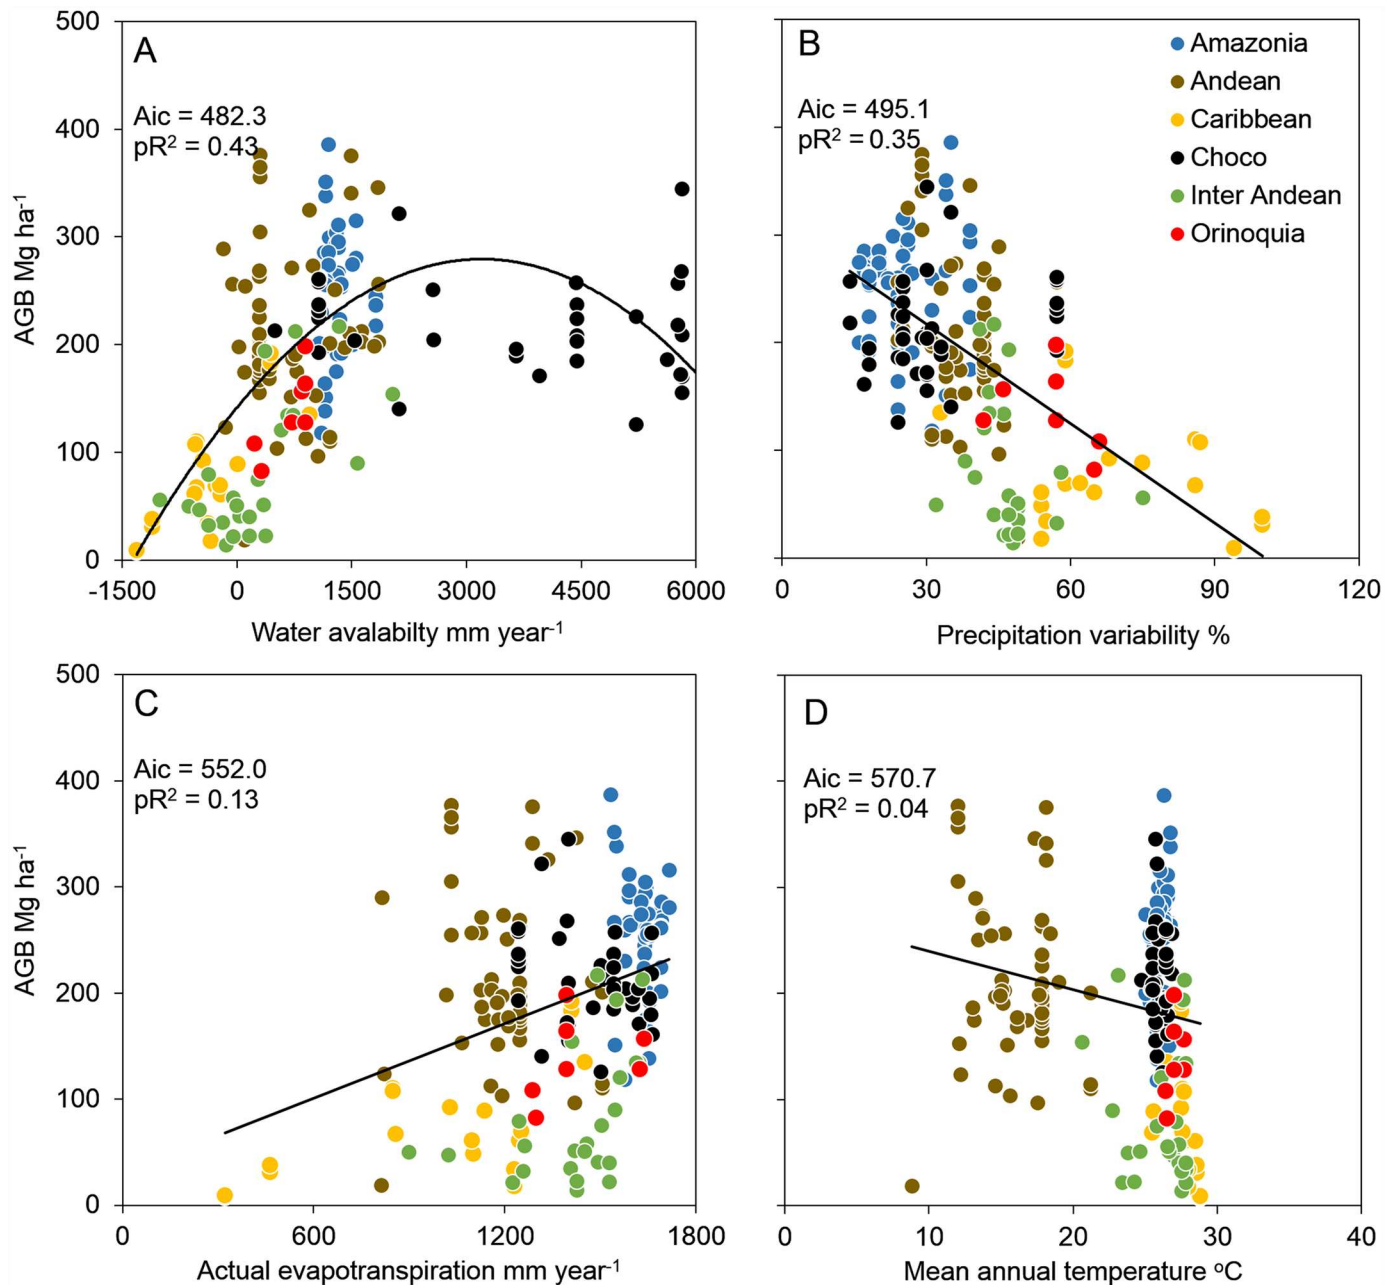 A
Aic = 482.3
pR² = 0.43
AGB Mg ha⁻¹
500
400
300
200
100
0
-1500 0 1500 3000 4500 6000
Water avalabilty mm year⁻¹
B
Aic = 495.1
pR² = 0.35
Amazonia
Andean
Caribbean
Choco
Inter Andean
Orinoquia
0 30 60 90 120
Precipitation variability %
C
Aic = 552.0
pR² = 0.13
AGB Mg ha⁻¹
500
400
300
200
100
0
0 600 1200 1800
Actual evapotranspiration mm year⁻¹
D
Aic = 570.7
pR² = 0.04
0 10 20 30 40
Mean annual temperature ºC